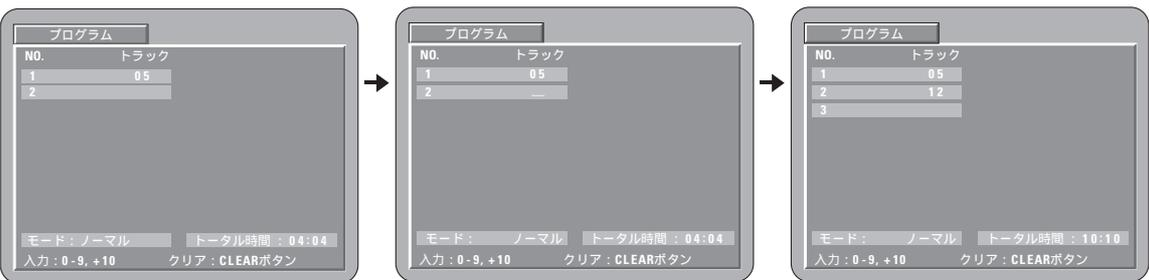 プログラム
NO. トラック
1 05
2
モード : ノーマル トータル時間 : 04:04
入力 : 0-9, +10 クリア : CLEARボタン
プログラム
NO. トラック
1 05
2 __
モード : ノーマル トータル時間 : 04:04
入力 : 0-9, +10 クリア : CLEARボタン
プログラム
NO. トラック
1 05
2 12
3
モード : ノーマル トータル時間 : 10:10
入力 : 0-9, +10 クリア : CLEARボタン